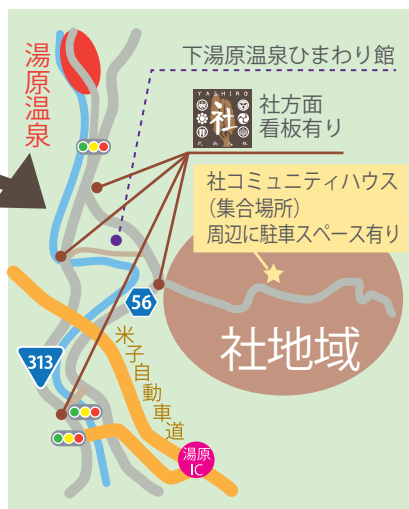 下湯原温泉ひまわり館
湯原温泉
YASHIRO
社
社方面
看板有り
社コミュニティハウス
（集合場所）
周辺に駐車スペース有り
56
米子自動車道
社地域
313
湯原
IC